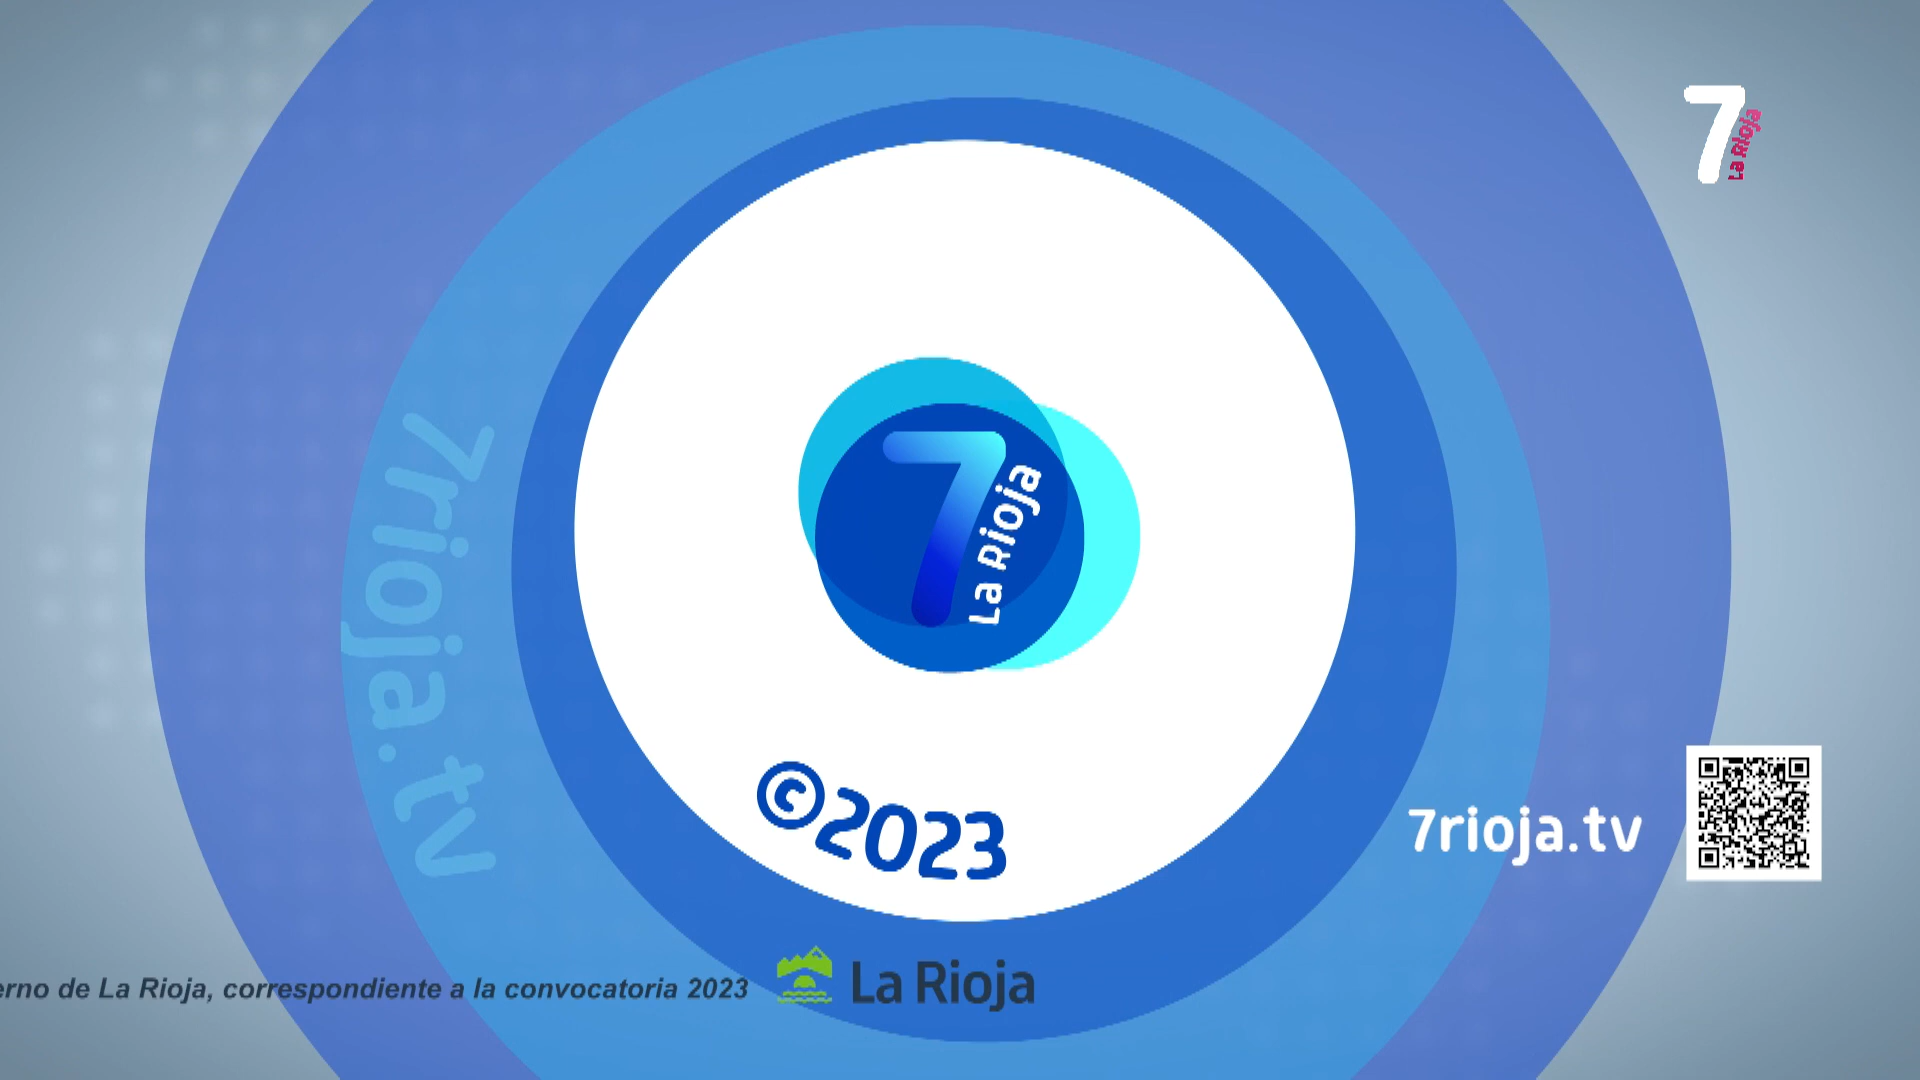 7
La Rioja
7
La Rioja
7rioja.tv
©2023
7rioja.tv
de La Rioja, correspondiente a la convocatoria 2023
La Rioja